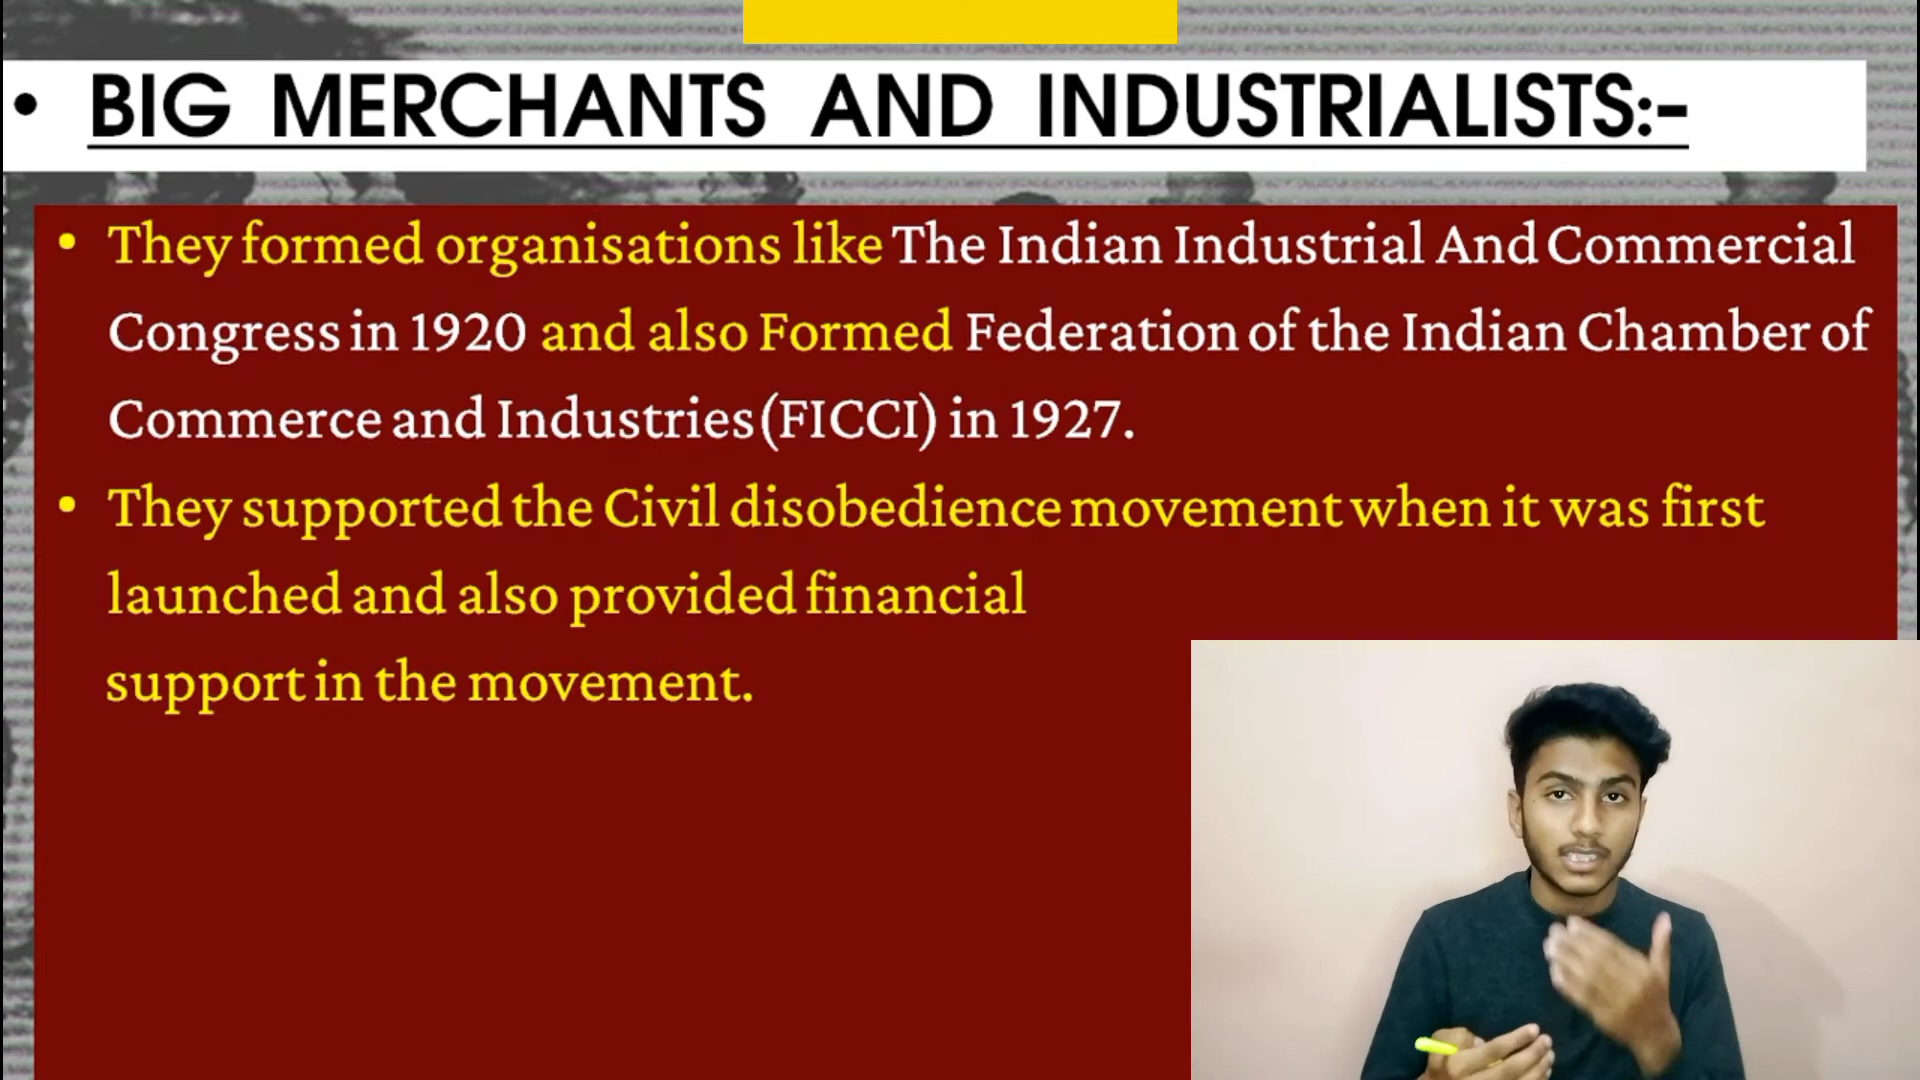 • BIG MERCHANTS AND INDUSTRIALISTS:-
• They formed organisations like The Indian Industrial And Commercial
Congress in 1920 and also Formed Federation of the Indian Chamber of
Commerce and Industries (FICCI) in 1927.
• They supported the Civil disobedience movement when it was first
launched and also provided financial
support in the movement.